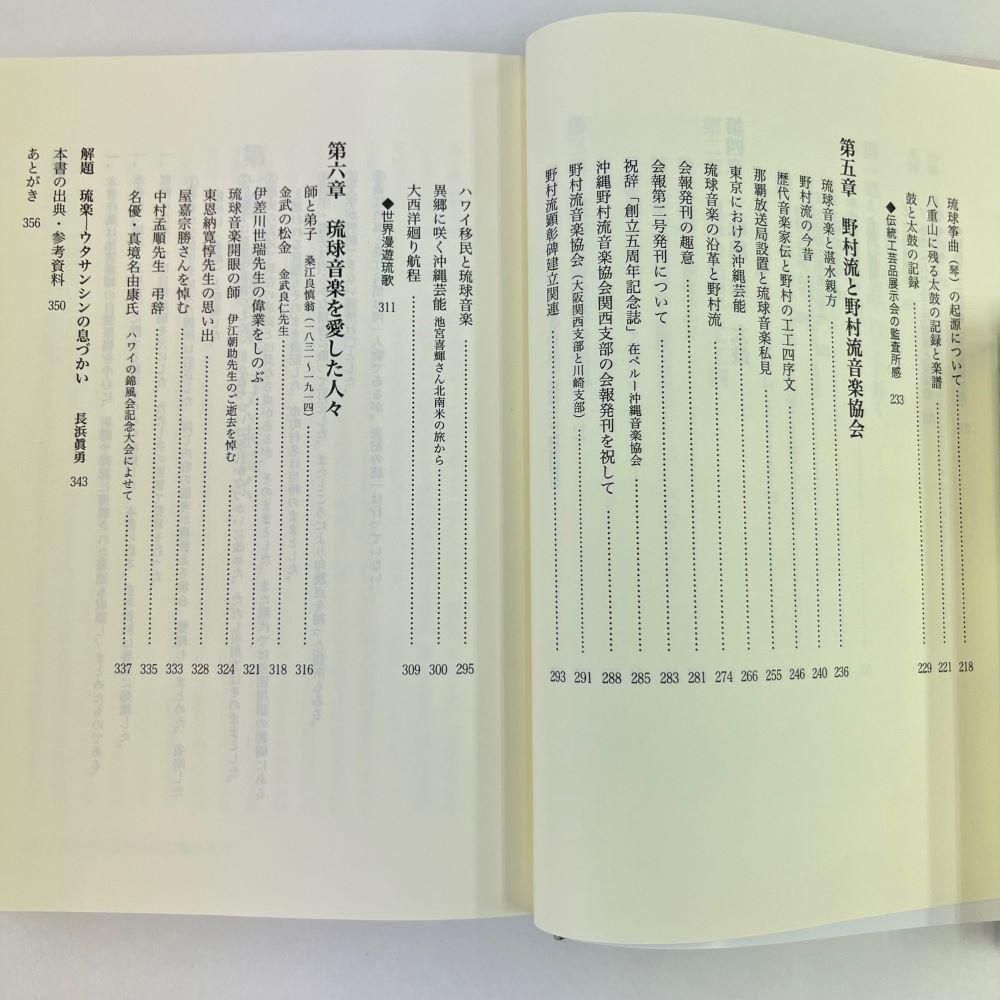 琉球箏曲(琴)の起源について……218
八重山に残る太鼓の記録と楽譜……221
鼓と太鼓の記録……229
◆伝統工芸品展示会の監査所感 233
第五章 野村流と野村流音楽協会
琉球音楽と湛水親方……236
野村流の今昔……240
歴代音楽家伝と野村の工工四序文……246
那覇放送局設置と琉球音楽私見……255
東京における沖縄芸能……266
琉球音楽の沿革と野村流……274
会報発刊の趣意……281
会報第二号発刊について……283
祝辞「創立五周年記念誌」 在ペルー沖縄音楽協会……285
沖縄野村流音楽協会関西支部の会報発刊を祝して……288
野村流音楽協会(大阪関西支部と川崎支部)……291
野村流顕彰碑建立関連……293
ハワイ移民と琉球音楽……295
異郷に咲く沖縄芸能 池宮喜輝さん北南米の旅から……300
大西洋廻り航程……309
◆世界漫遊琉歌 311
第六章 琉球音楽を愛した人々
師と弟子 桑江良慎翁(一八三一~一九一四)……316
金武の松金 金武良仁先生……318
伊差川世瑞先生の偉業をしのぶ……321
琉球音楽開眼の師 伊江朝助先生のご逝去を悼む……324
東恩納寛惇先生の思い出……328
屋嘉宗勝さんを悼む……333
中村孟順先生 弔辞……335
名優・真境名由康氏 ハワイの錦風会記念大会によせて……337
解題 琉楽―ウタサンシンの息づかい 長浜眞勇 343
本書の出典・参考資料 350
あとがき 356